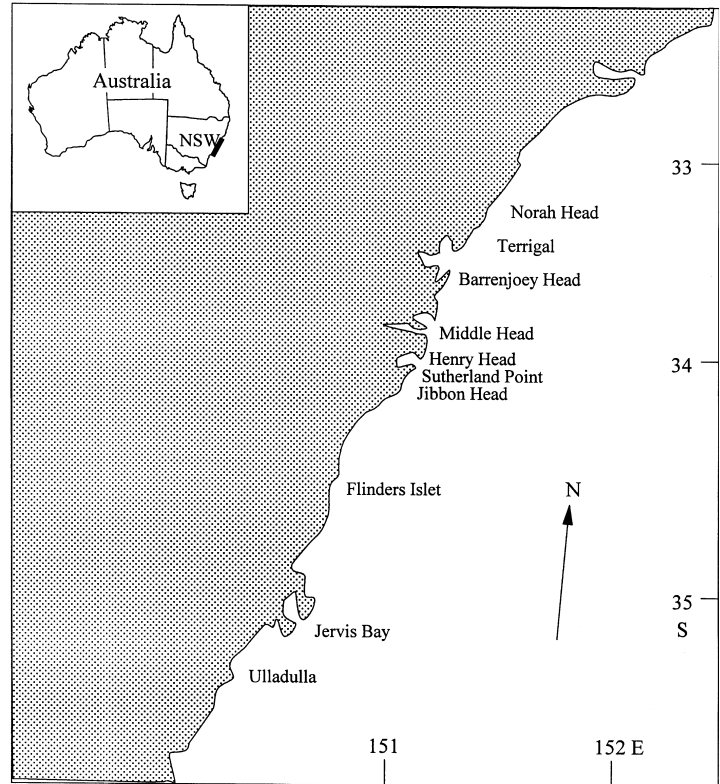 Australia
NSW
33
Norah Head
Terrigal
Barrenjoey Head
Middle Head
Henry Head
34
Sutherland Point
Jibbon Head
Flinders Islet
N
35
S
Jervis Bay
Ulladulla
151
152 E